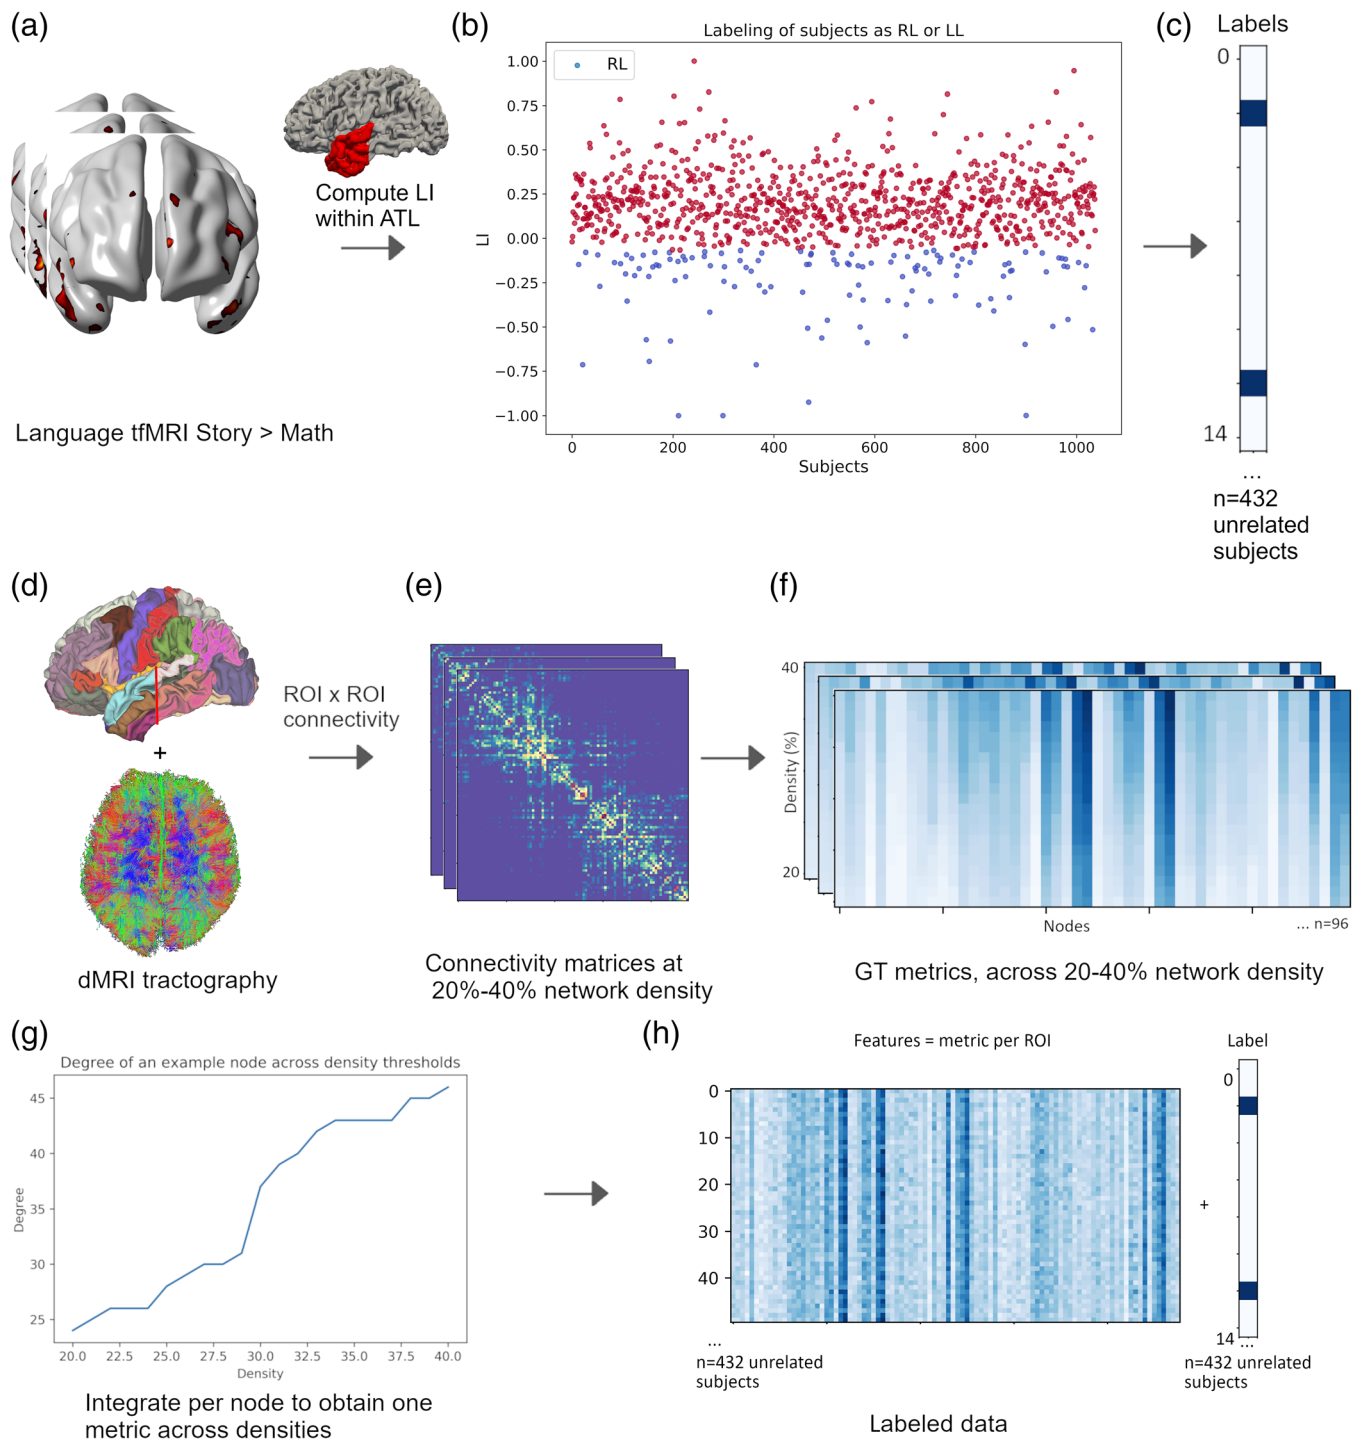 (a)
Compute LI
within ATL
Language tfMRI Story > Math
(b)
Labeling of subjects as RL or LL
RL
1.00
0.75
0.50
0.25
0.00
−0.25
−0.50
−0.75
−1.00
LI
0
200
400
600
800
1000
Subjects
(c)
Labels
0
14
...
n=432
unrelated
subjects
(d)
+
dMRI tractography
ROI x ROI
connectivity
(e)
Connectivity matrices at
20%-40% network density
(f)
40
Density (%)
20
Nodes
... n=96
GT metrics, across 20-40% network density
(g)
Degree of an example node across density thresholds
45
40
35
30
25
Degree
20.0
22.5
25.0
27.5
30.0
32.5
35.0
37.5
40.0
Density
Integrate per node to obtain one
metric across densities
(h)
Features = metric per ROI
0
10
20
30
40
...
n=432 unrelated
subjects
+
Label
0
14
...
n=432 unrelated
subjects
Labeled data